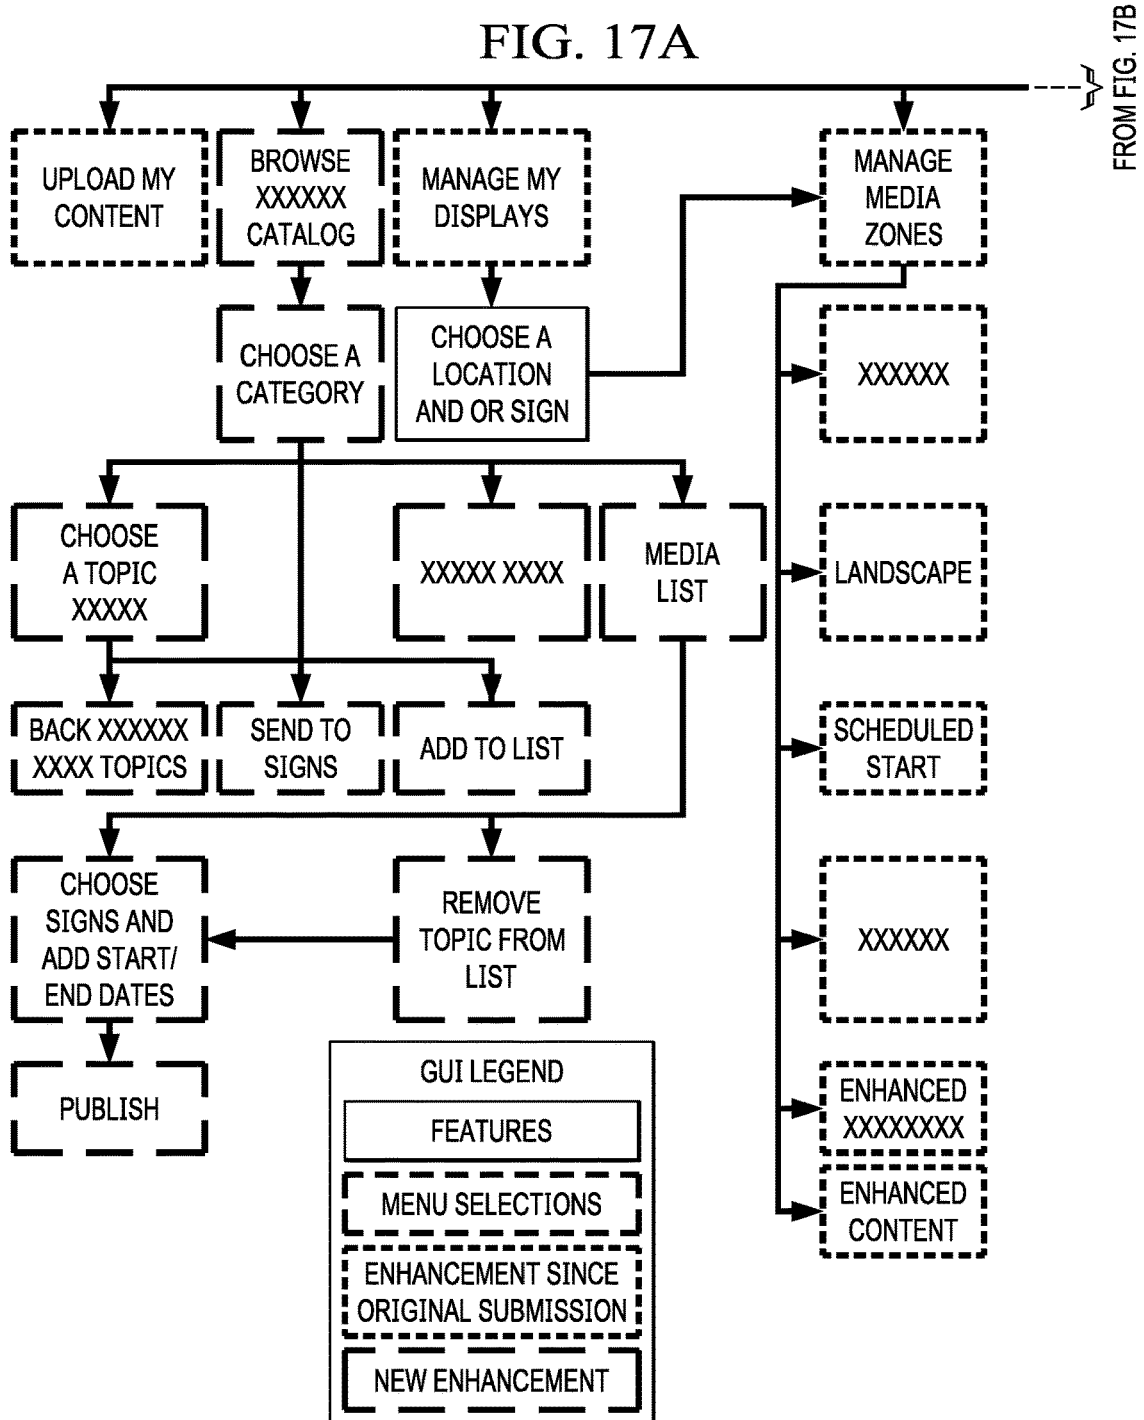 FIG. 17A
FROM FIG. 17B
UPLOAD MY
CONTENT
BROWSE
XXXXXX
CATALOG
MANAGE MY
DISPLAYS
MANAGE
MEDIA
ZONES
CHOOSE A
CATEGORY
CHOOSE A
LOCATION
AND OR SIGN
XXXXXX
CHOOSE
A TOPIC
XXXXX
XXXXX XXXX
MEDIA
LIST
LANDSCAPE
BACK XXXXXX
XXXX TOPICS
SEND TO
SIGNS
ADD TO LIST
SCHEDULED
START
CHOOSE
SIGNS AND
ADD START/
END DATES
REMOVE
TOPIC FROM
LIST
XXXXXX
PUBLISH
ENHANCED
XXXXXXXX
ENHANCED
CONTENT
GUI LEGEND
FEATURES
MENU SELECTIONS
ENHANCEMENT SINCE
ORIGINAL SUBMISSION
NEW ENHANCEMENT